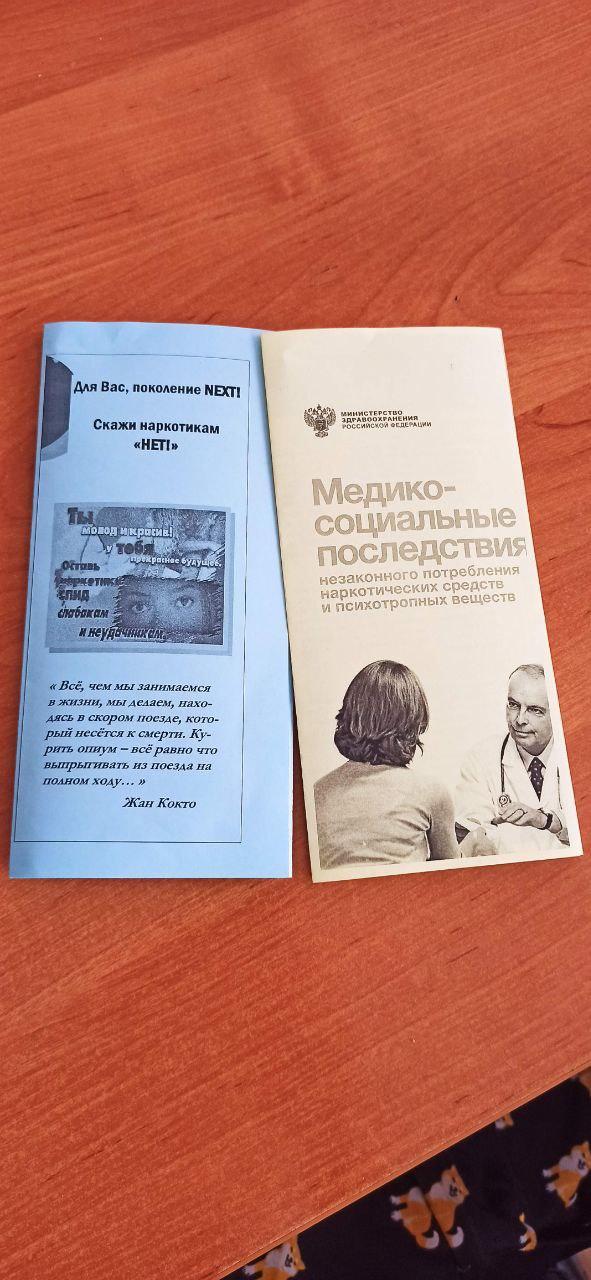 Для Вас, поколение NEXT!
Скажи наркотикам
«НЕТ!»
Ты
молод и красив!
у тебя
прекрасное будущее.
Оставь
наркотики
СПИД
слабакам
и неудачникам.
« Всё, чем мы занимаемся
в жизни, мы делаем, нахо-
дясь в скором поезде, кото-
рый несётся к смерти. Ку-
рить опиум – всё равно что
выпрыгивать из поезда на
полном ходу… »
Жан Кокто
МИНИСТЕРСТВО
ЗДРАВООХРАНЕНИЯ
РОССИЙСКОЙ ФЕДЕРАЦИИ
Медико-
социальные
последствия
незаконного потребления
наркотических средств
и психотропных веществ